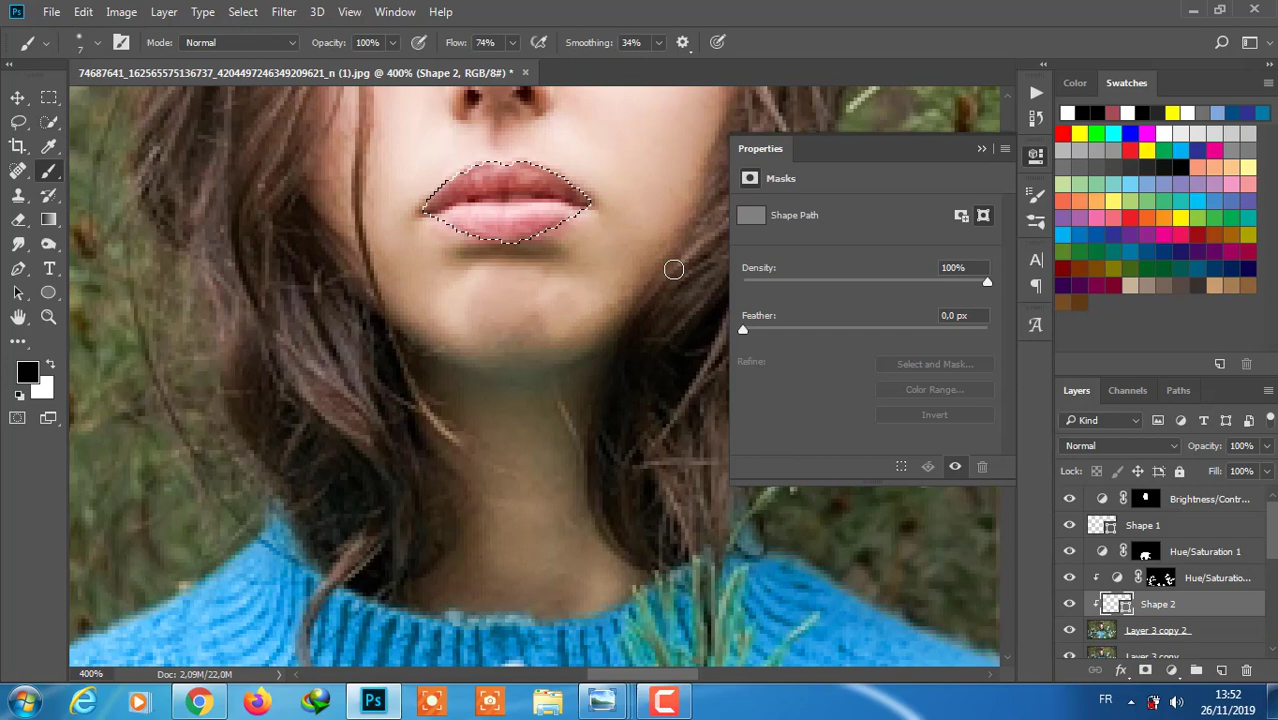 Ps File Edit Image Layer Type Select Filter 3D View Window Help
7 Mode: Normal Opacity: 100% Flow: 74% Smoothing: 34%
74687641_162565575136737_4204497246349209621_n (1).jpg @ 400% (Shape 2, RGB/8#) * ×
Color Swatches
Properties
Masks
Shape Path
Density: 100%
Feather: 0,0 px
Refine: Select and Mask...
Color Range...
Invert
Layers Channels Paths
Kind
Normal Opacity: 100%
Lock: Fill: 100%
Brightness/Contr...
Shape 1
Hue/Saturation 1
Hue/Saturatio...
Shape 2
Layer 3 copy 2
Layer 3 copy
400% Doc: 2,09M/22,0M
Ps FR 13:52
26/11/2019